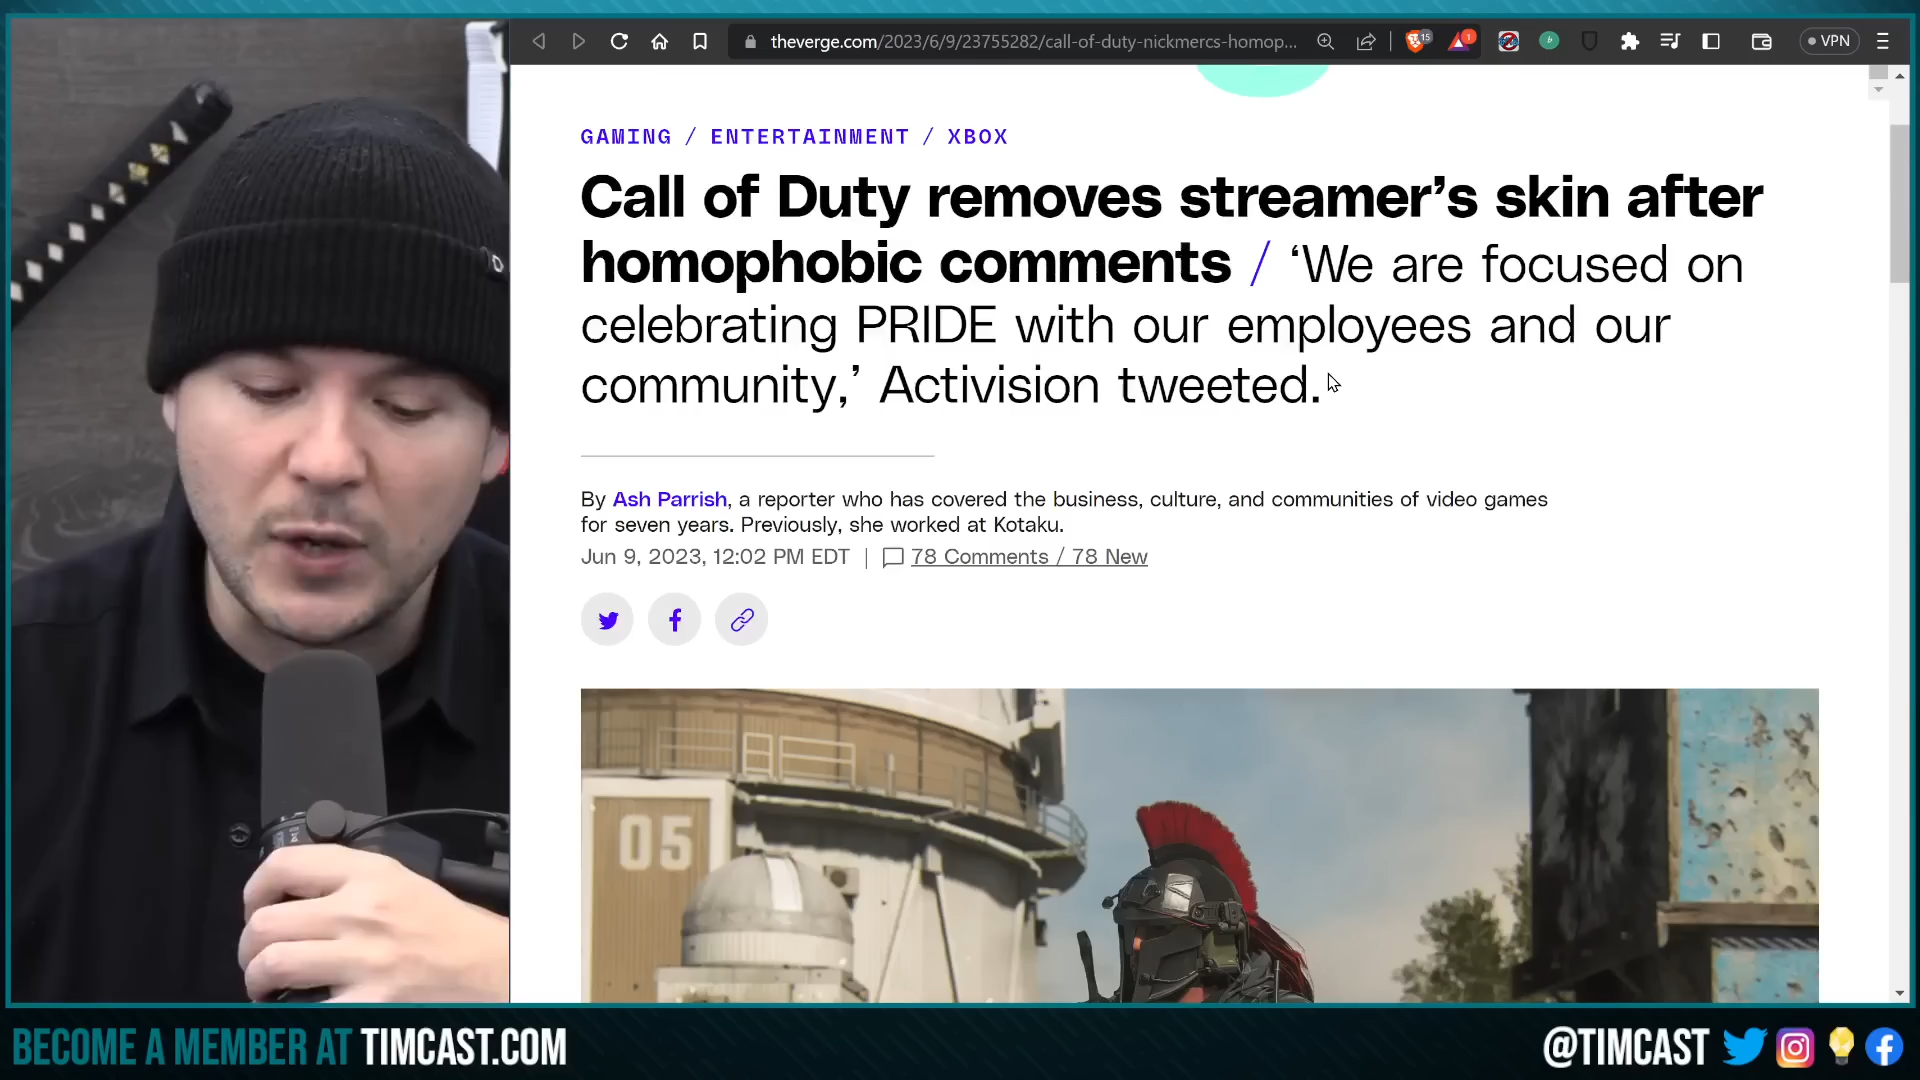 theverge.com/2023/6/9/23755282/call-of-duty-nickmercs-homop...
15
1
b
VPN
GAMING / ENTERTAINMENT / XBOX
Call of Duty removes streamer’s skin after
homophobic comments / ‘We are focused on
celebrating PRIDE with our employees and our
community,’ Activision tweeted.
By Ash Parrish, a reporter who has covered the business, culture, and communities of video games
for seven years. Previously, she worked at Kotaku.
Jun 9, 2023, 12:02 PM EDT | 78 Comments / 78 New
05
BECOME A MEMBER AT TIMCAST.COM
@TIMCAST